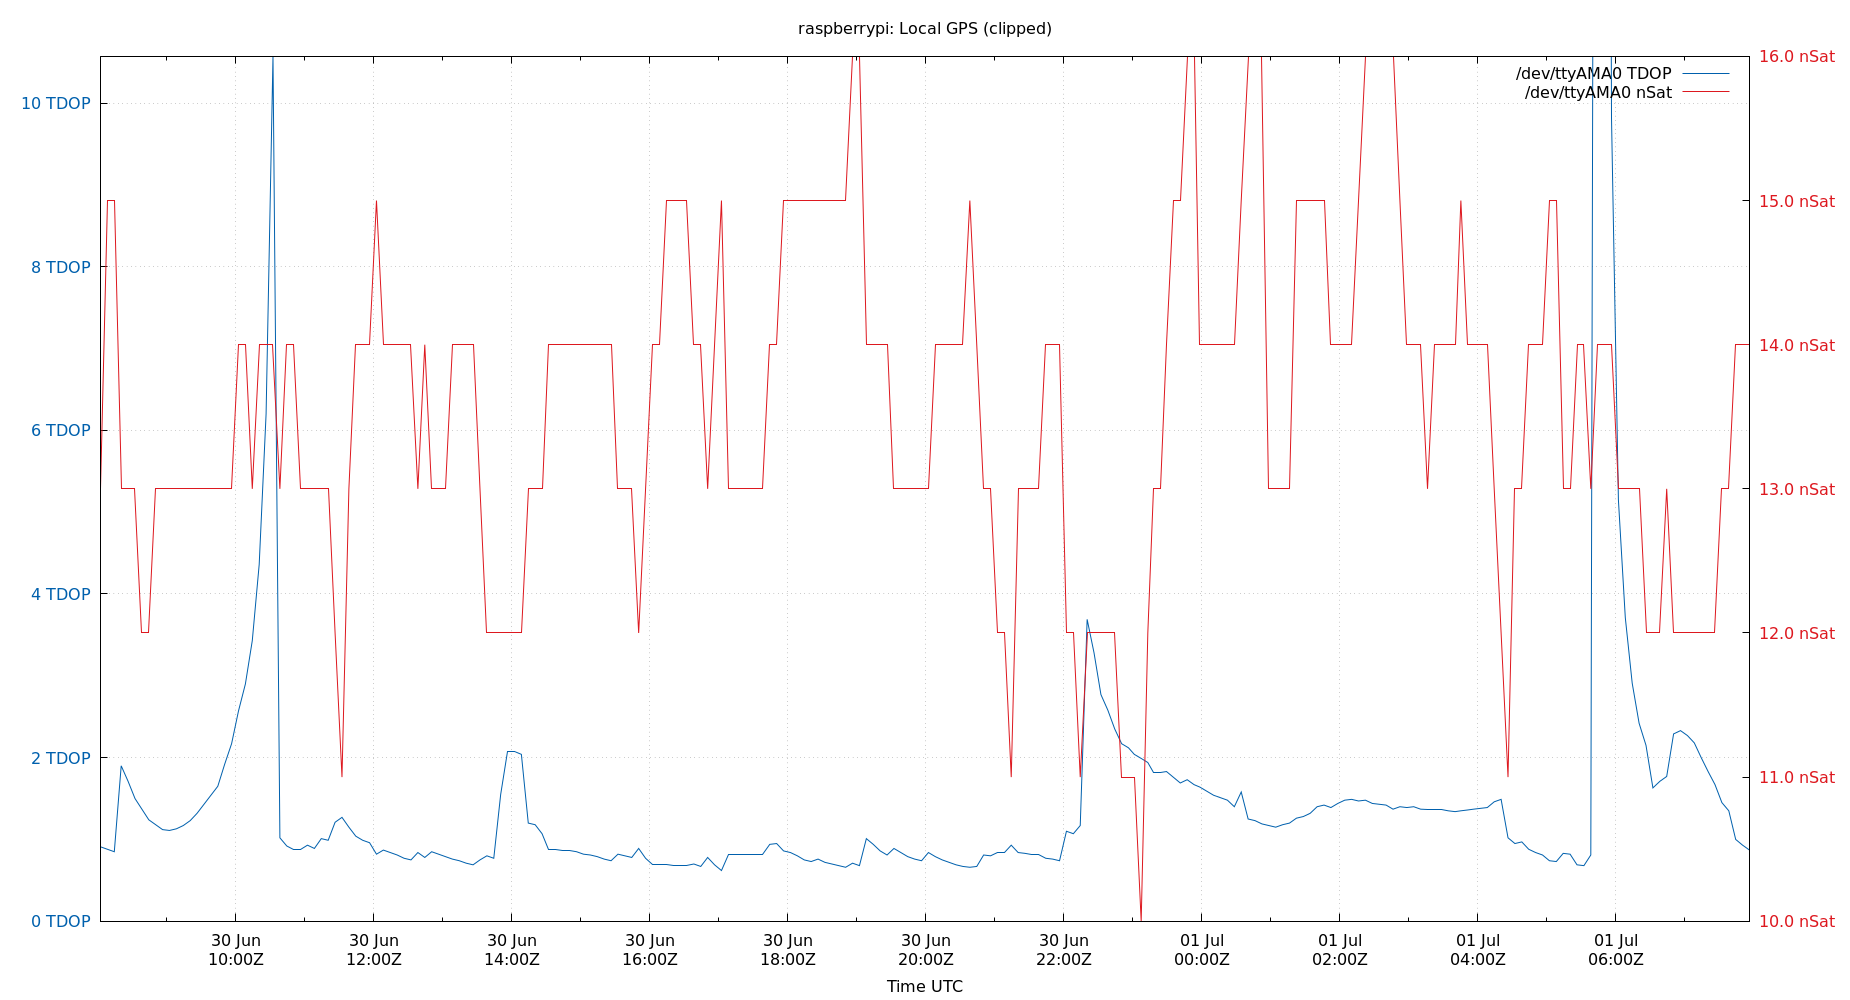 raspberrypi: Local GPS (clipped)
16.0 nSat
/dev/ttyAMA0 TDOP
/dev/ttyAMA0 nSat
10 TDOP
15.0 nSat
8 TDOP
14.0 nSat
6 TDOP
13.0 nSat
4 TDOP
12.0 nSat
2 TDOP
11.0 nSat
0 TDOP
10.0 nSat
30 Jun 30 Jun 30 Jun 30 Jun 30 Jun 30 Jun 30 Jun 01 Jul 01 Jul 01 Jul 01 Jul
10:00Z 12:00Z 14:00Z 16:00Z 18:00Z 20:00Z 22:00Z 00:00Z 02:00Z 04:00Z 06:00Z
Time UTC